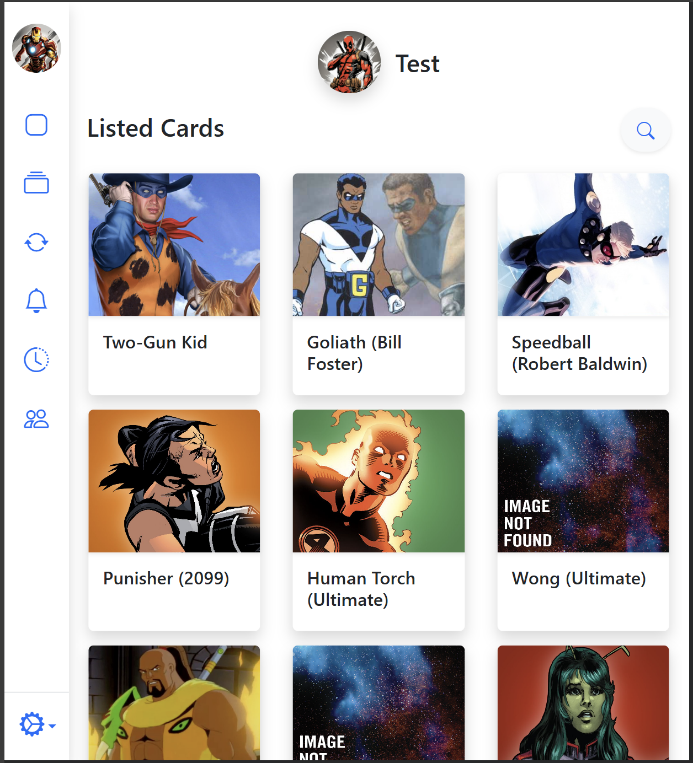 Test
Listed Cards
Two-Gun Kid
G
Goliath (Bill
Foster)
Speedball
(Robert Baldwin)
Punisher (2099)
Human Torch
(Ultimate)
IMAGE
NOT
FOUND
Wong (Ultimate)
IMAGE
NOT